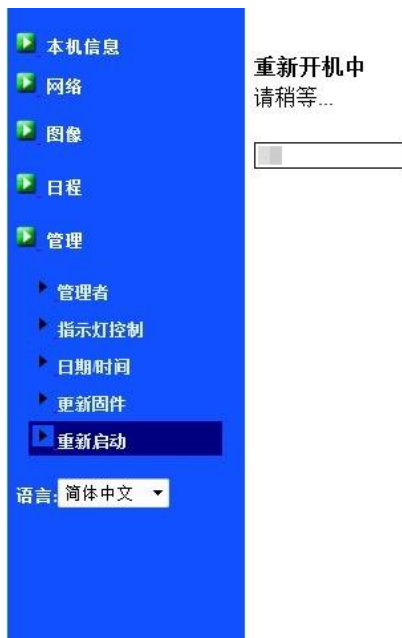 本机信息
网络
图像
日程
管理
管理者
指示灯控制
日期/时间
更新固件
重新启动
语言:简体中文
重新开机中
请稍等...